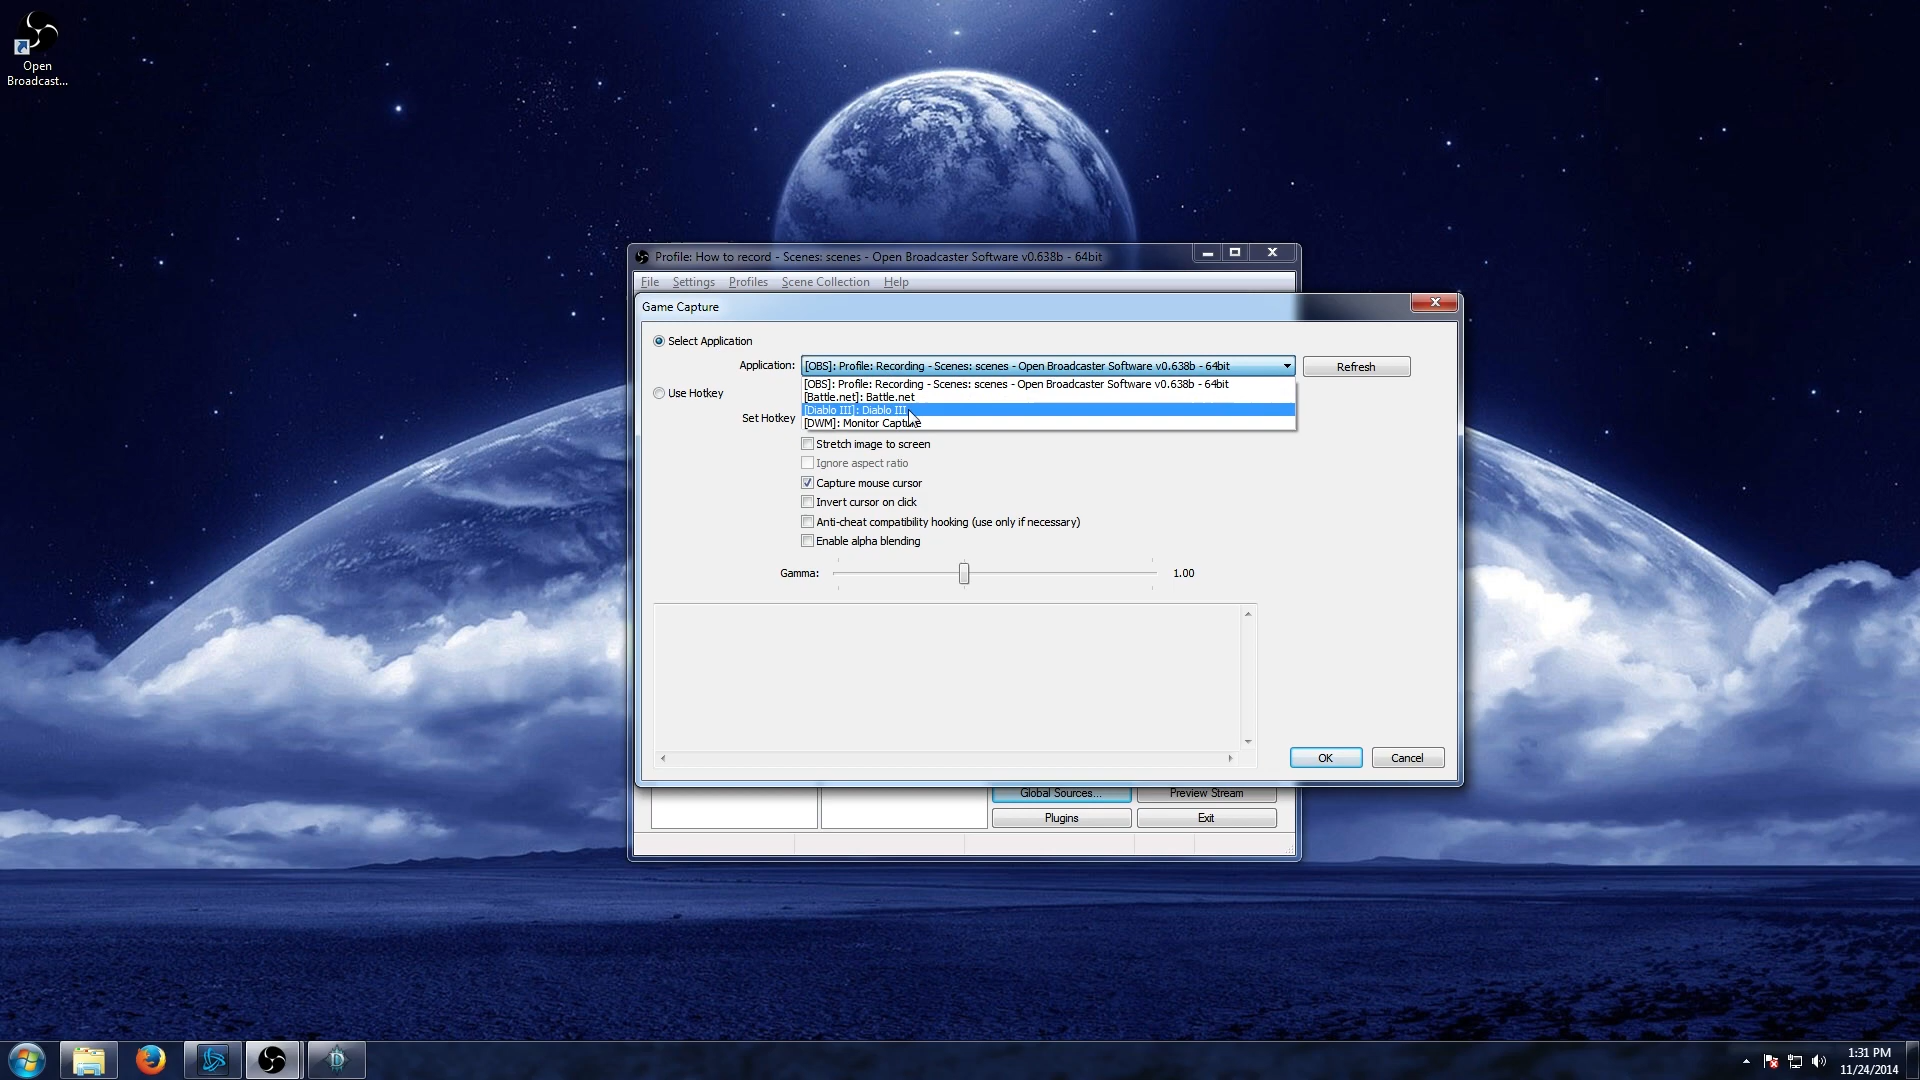 Open
Broadcast...
Profile: How to record - Scenes: scenes - Open Broadcaster Software v0.638b - 64bit
File Settings Profiles Scene Collection Help
Game Capture
Select Application
Application: [OBS]: Profile: Recording - Scenes: scenes - Open Broadcaster Software v0.638b - 64bit Refresh
[OBS]: Profile: Recording - Scenes: scenes - Open Broadcaster Software v0.638b - 64bit
Use Hotkey [Battle.net]: Battle.net
[Diablo III]: Diablo III
Set Hotkey [DWM]: Monitor Capture
Stretch image to screen
Ignore aspect ratio
Capture mouse cursor
Invert cursor on click
Anti-cheat compatibility hooking (use only if necessary)
Enable alpha blending
Gamma: 1.00
OK Cancel
Global Sources... Preview Stream
Plugins Exit
1:31 PM
11/24/2014